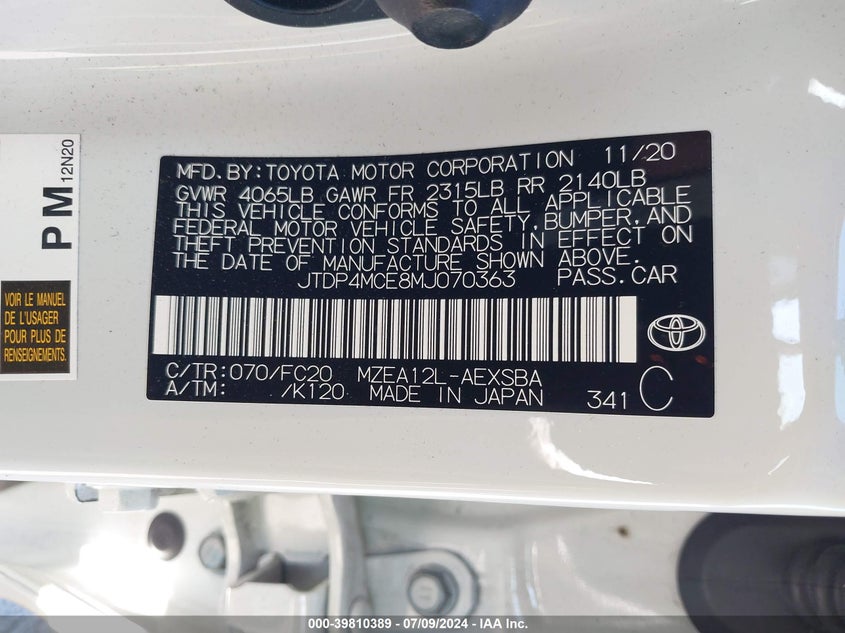 PM
12N20
VOIR LE MANUEL
DE L'USAGER
POUR PLUS DE
RENSEIGNEMENTS.
MFD.BY:TOYOTA MOTOR CORPORATION 11/20
GVWR 4065LB GAWR FR 2315LB RR 2140LB
THIS VEHICLE CONFORMS TO ALL APPLICABLE
FEDERAL MOTOR VEHICLE SAFETY,BUMPER,AND
THEFT PREVENTION STANDARDS IN EFFECT ON
THE DATE OF MANUFACTURE SHOWN ABOVE.
JTDP4MCE8MJ070363 PASS.CAR
C/TR:070/FC20 MZEA12L-AEXSBA
A/TM: /K120 MADE IN JAPAN 341 C
000-39810389 - 07/09/2024 - IAA Inc.